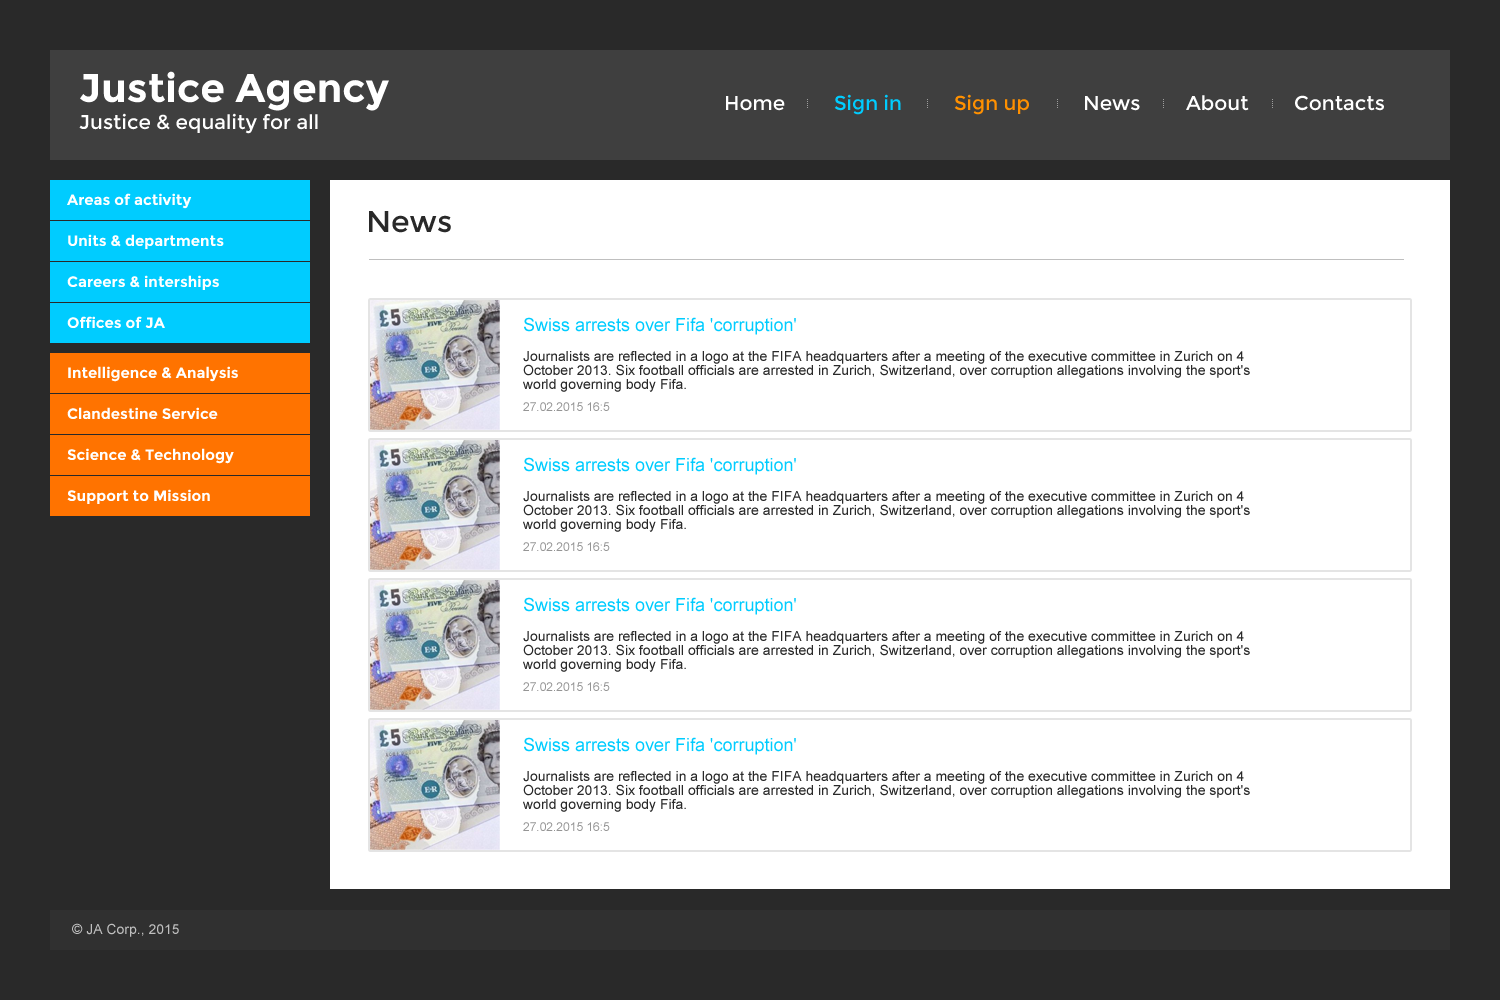 Justice Agency
Justice & equality for all
Home
Sign in
Sign up
News
About
Contacts
Areas of activity
Units & departments
Careers & interships
Offices of JA
Intelligence & Analysis
Clandestine Service
Science & Technology
Support to Mission
News
£5
FIVE
Swiss arrests over Fifa 'corruption'
Journalists are reflected in a logo at the FIFA headquarters after a meeting of the executive committee in Zurich on 4
October 2013. Six football officials are arrested in Zurich, Switzerland, over corruption allegations involving the sport's
world governing body Fifa.
27.02.2015 16:5
£5
FIVE
Swiss arrests over Fifa 'corruption'
Journalists are reflected in a logo at the FIFA headquarters after a meeting of the executive committee in Zurich on 4
October 2013. Six football officials are arrested in Zurich, Switzerland, over corruption allegations involving the sport's
world governing body Fifa.
27.02.2015 16:5
£5
FIVE
Swiss arrests over Fifa 'corruption'
Journalists are reflected in a logo at the FIFA headquarters after a meeting of the executive committee in Zurich on 4
October 2013. Six football officials are arrested in Zurich, Switzerland, over corruption allegations involving the sport's
world governing body Fifa.
27.02.2015 16:5
£5
FIVE
Swiss arrests over Fifa 'corruption'
Journalists are reflected in a logo at the FIFA headquarters after a meeting of the executive committee in Zurich on 4
October 2013. Six football officials are arrested in Zurich, Switzerland, over corruption allegations involving the sport's
world governing body Fifa.
27.02.2015 16:5
© JA Corp., 2015